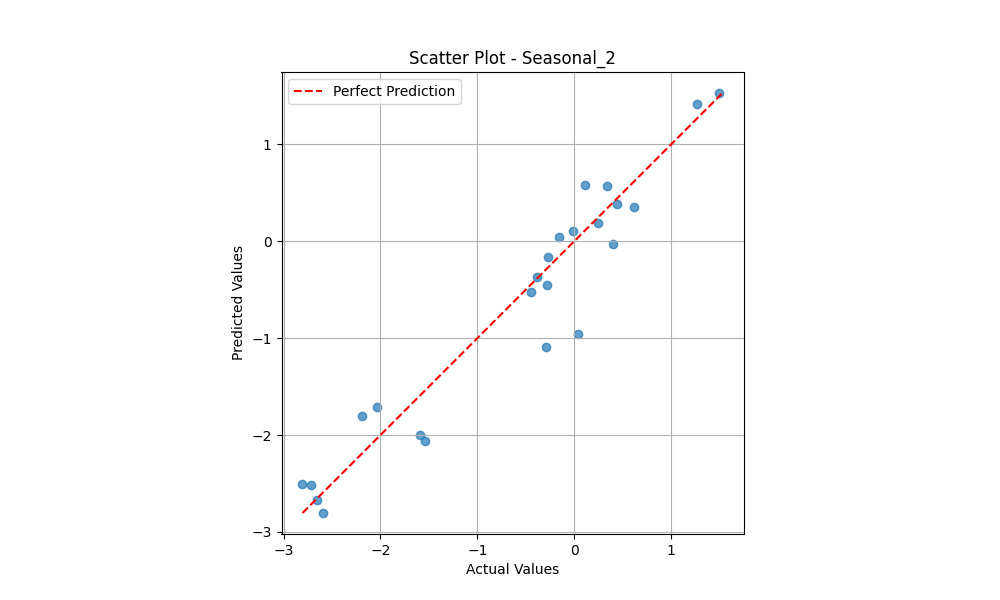 Scatter Plot - Seasonal_2
Perfect Prediction
1
0
−1
−2
−3
Predicted Values
−3 −2 −1 0 1
Actual Values